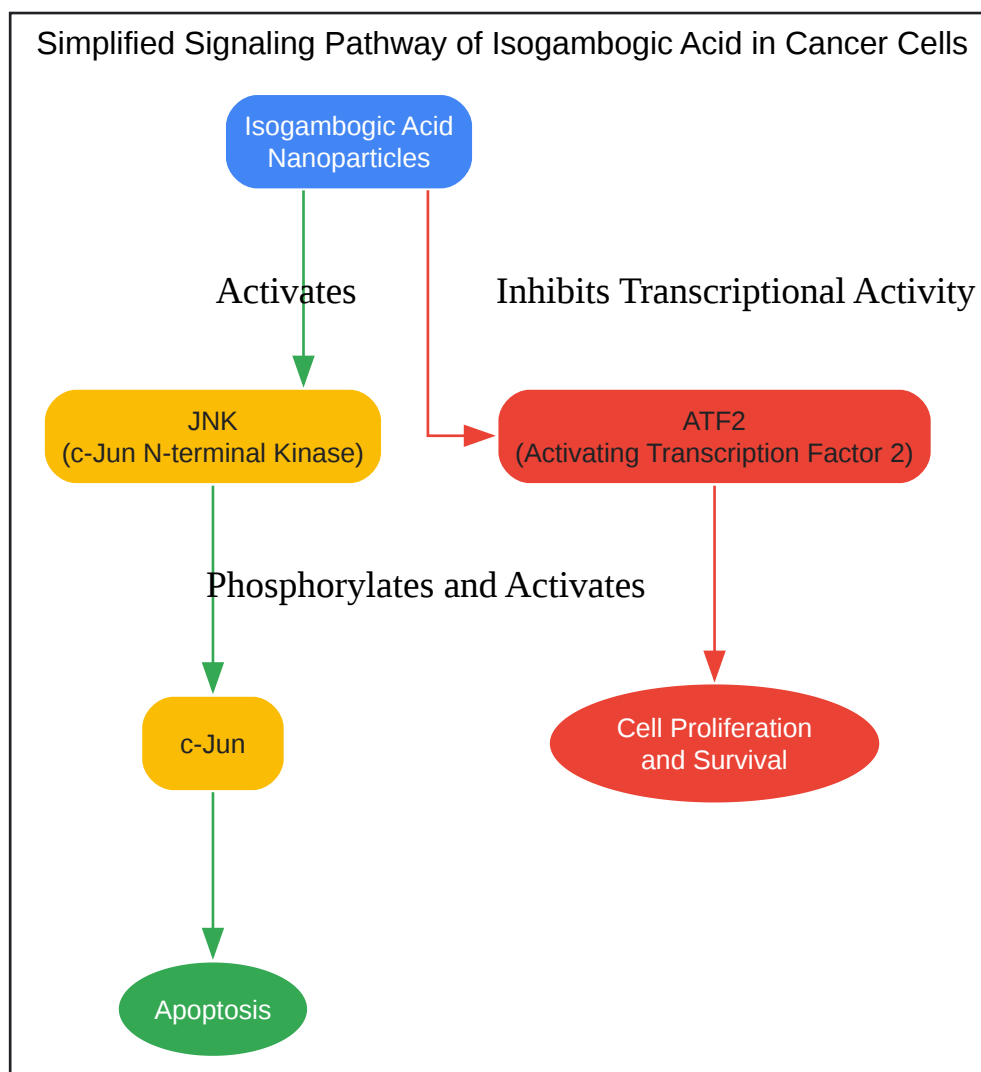 Simplified Signaling Pathway of Isogambogic Acid in Cancer Cells
Isogambogic Acid
Nanoparticles
Activates
Inhibits Transcriptional Activity
JNK
(c-Jun N-terminal Kinase)
ATF2
(Activating Transcription Factor 2)
Phosphorylates and Activates
c-Jun
Cell Proliferation
and Survival
Apoptosis